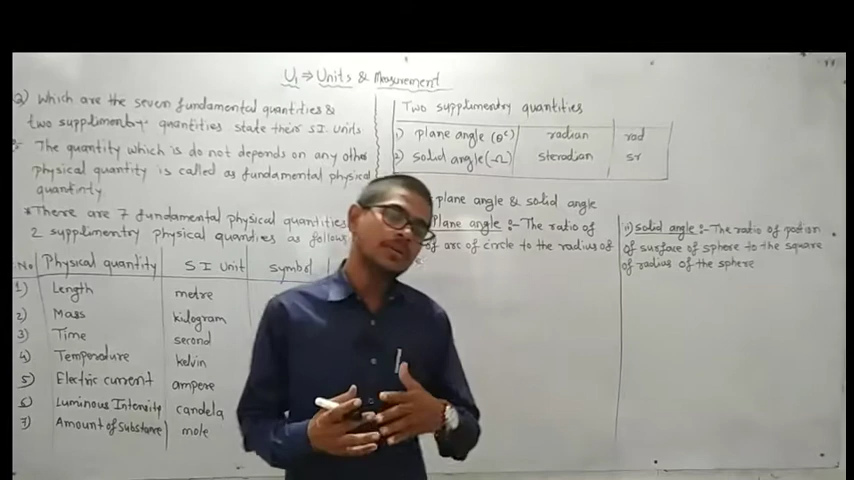 U1 ⇒ Units & Measurement
Q) Which are the seven fundamental quantities &
two supplimentry quantities state their S.I. units
The quantity which is do not depends on any other
physical quantity is called as fundamental physical
quantinty
* There are 7 fundamental physical quantities
2 supplimentry physical quantities as follows
No Physical quantity SI Unit symbol
1) Length metre
2) Mass kilogram
3) Time second
4) Temperature kelvin
5) Electric current ampere
6) Luminous Intensity candela
7) Amount of Substance mole
Two supplimentry quantities
1) plane angle (θc) radian rad
2) solid angle (Ω) steradian sr
plane angle & solid angle
Plane angle :- The ratio of
of arc of circle to the radius of
ii) solid angle :- The ratio of potion
of surface of sphere to the square
of radius of the sphere